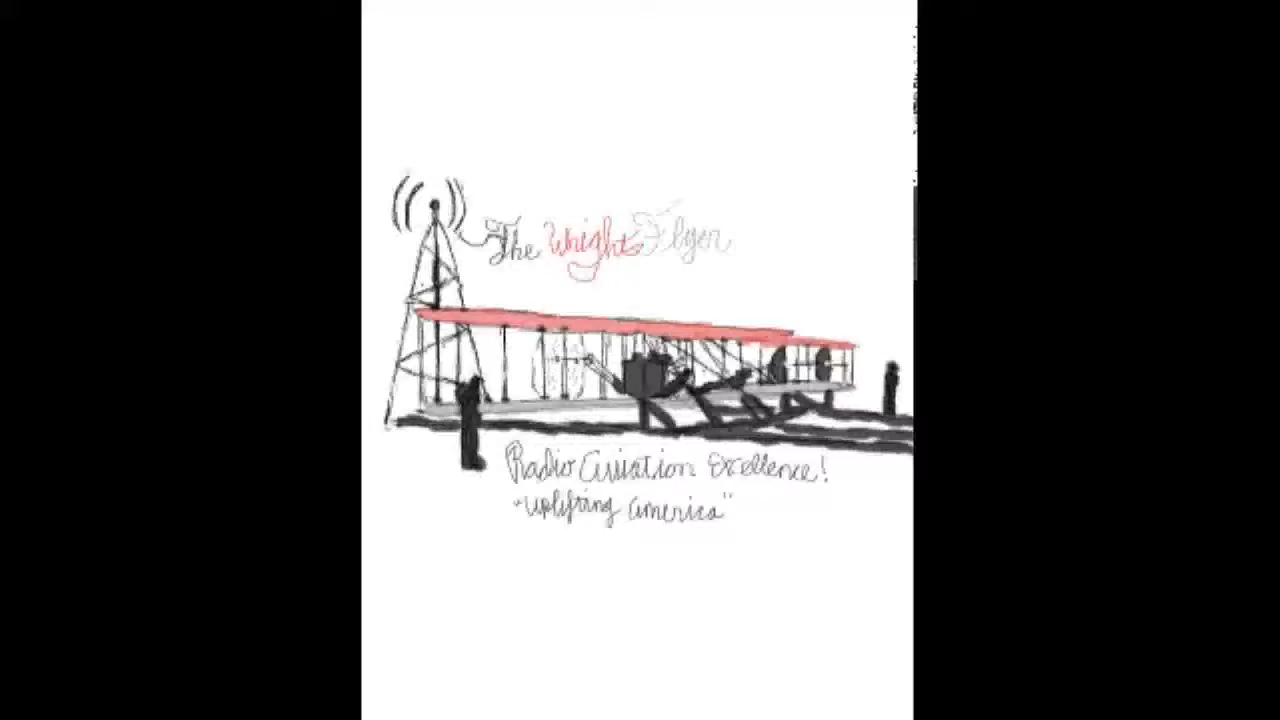 The Wright Flyer
Radio Aviation Excellence!
"Uplifting America"